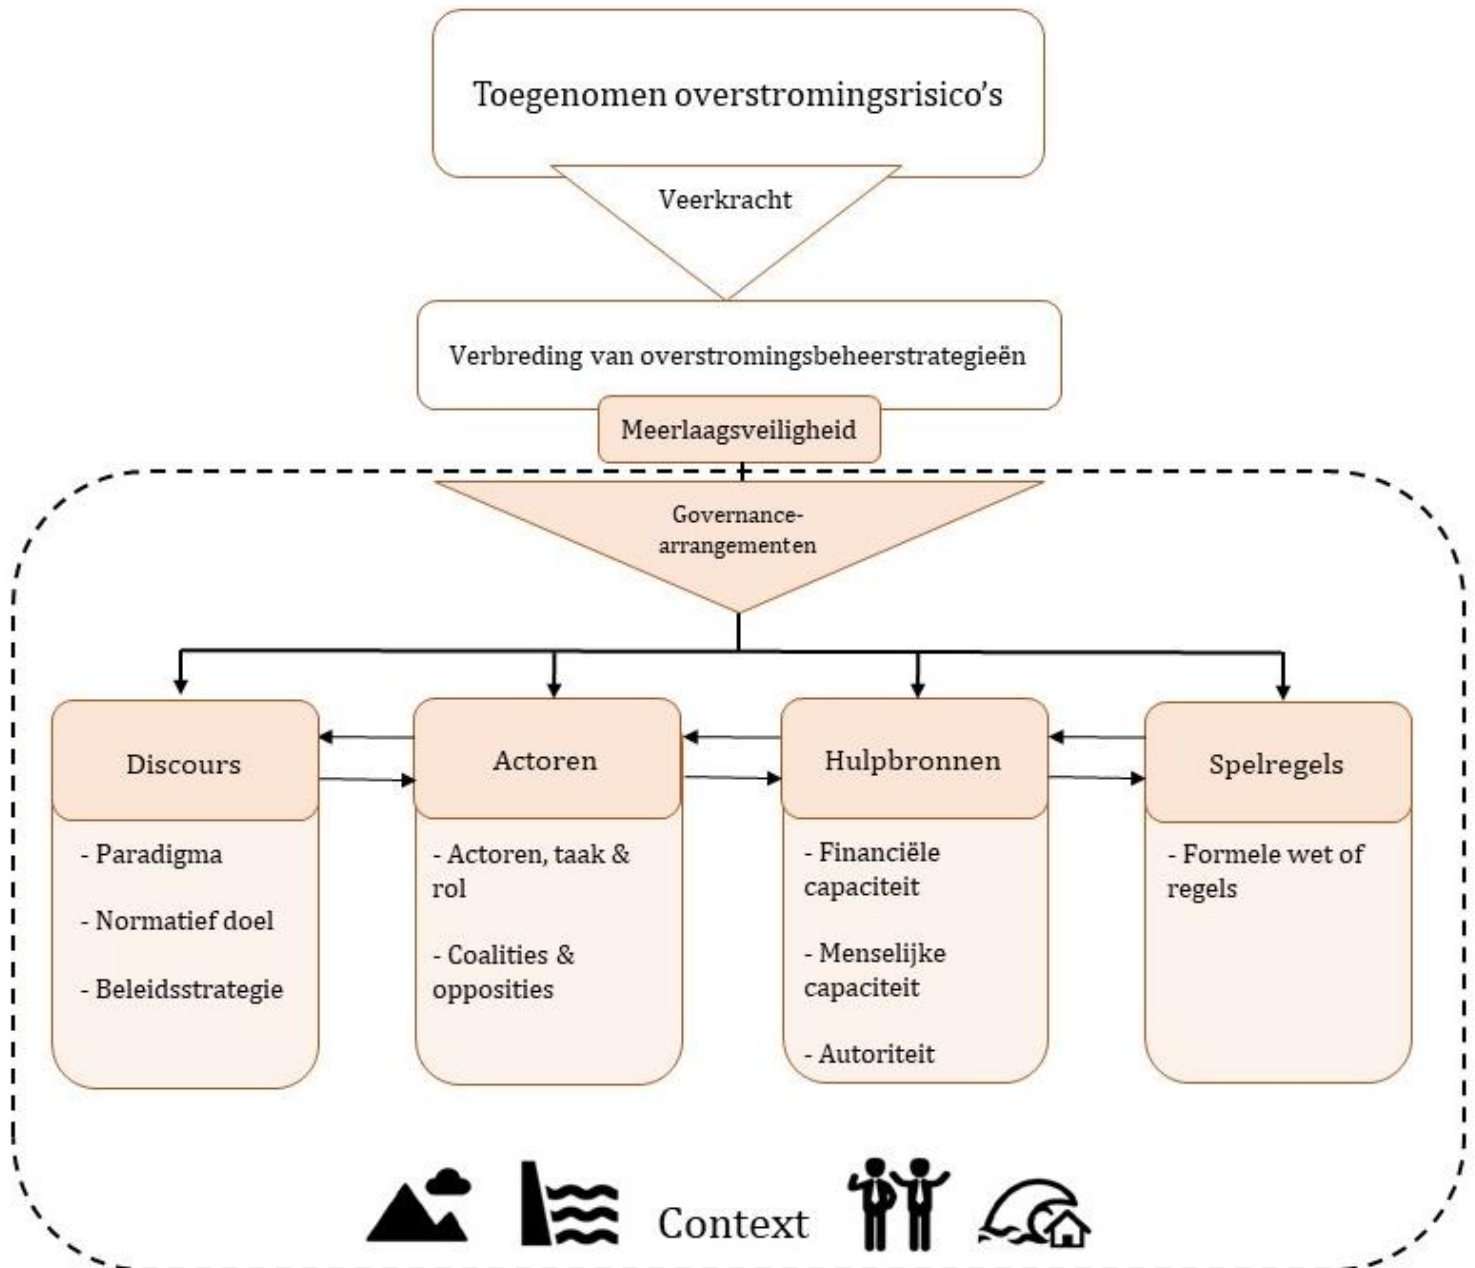 Toegenomen overstromingsrisico's
Veerkracht
Verbreding van overstromingsbeheerstrategieën
Meerlaagsveiligheid
Governance-
arrangementen
Discours
- Paradigma
- Normatief doel
- Beleidsstrategie
Actoren
- Actoren, taak &
rol
- Coalities &
opposities
Hulpbronnen
- Financiële
capaciteit
- Menselijke
capaciteit
- Autoriteit
Spelregels
- Formele wet of
regels
Context